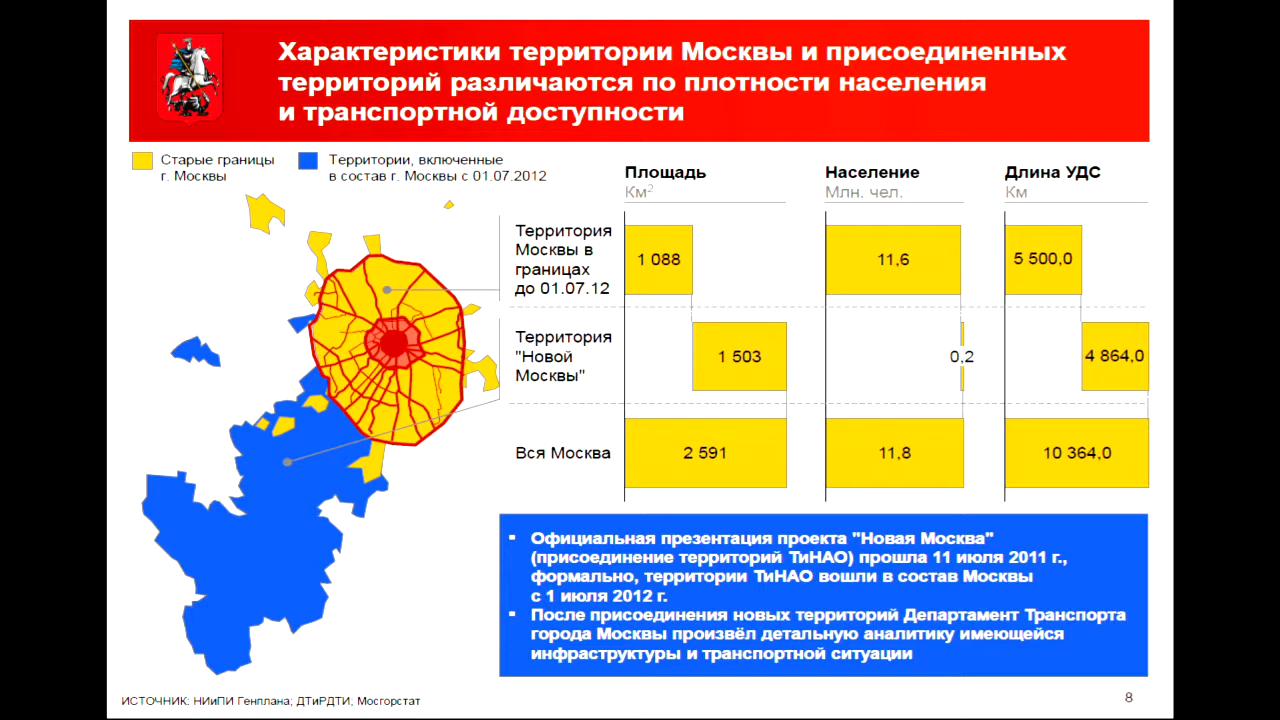 Характеристики территории Москвы и присоединенных
территорий различаются по плотности населения
и транспортной доступности
Старые границы
г. Москвы
Территории, включенные
в состав г. Москвы с 01.07.2012
Площадь
Км²
Население
Млн. чел.
Длина УДС
Км
Территория
Москвы в
границах
до 01.07.12
1 088
11,6
5 500,0
Территория
"Новой
Москвы"
1 503
0,2
4 864,0
Вся Москва
2 591
11,8
10 364,0
▪ Официальная презентация проекта "Новая Москва"
(присоединение территорий ТиНАО) прошла 11 июля 2011 г.,
формально, территории ТиНАО вошли в состав Москвы
с 1 июля 2012 г.
▪ После присоединения новых территорий Департамент Транспорта
города Москвы произвёл детальную аналитику имеющейся
инфраструктуры и транспортной ситуации
ИСТОЧНИК: НИиПИ Генплана; ДТиРДТИ; Мосгорстат
8